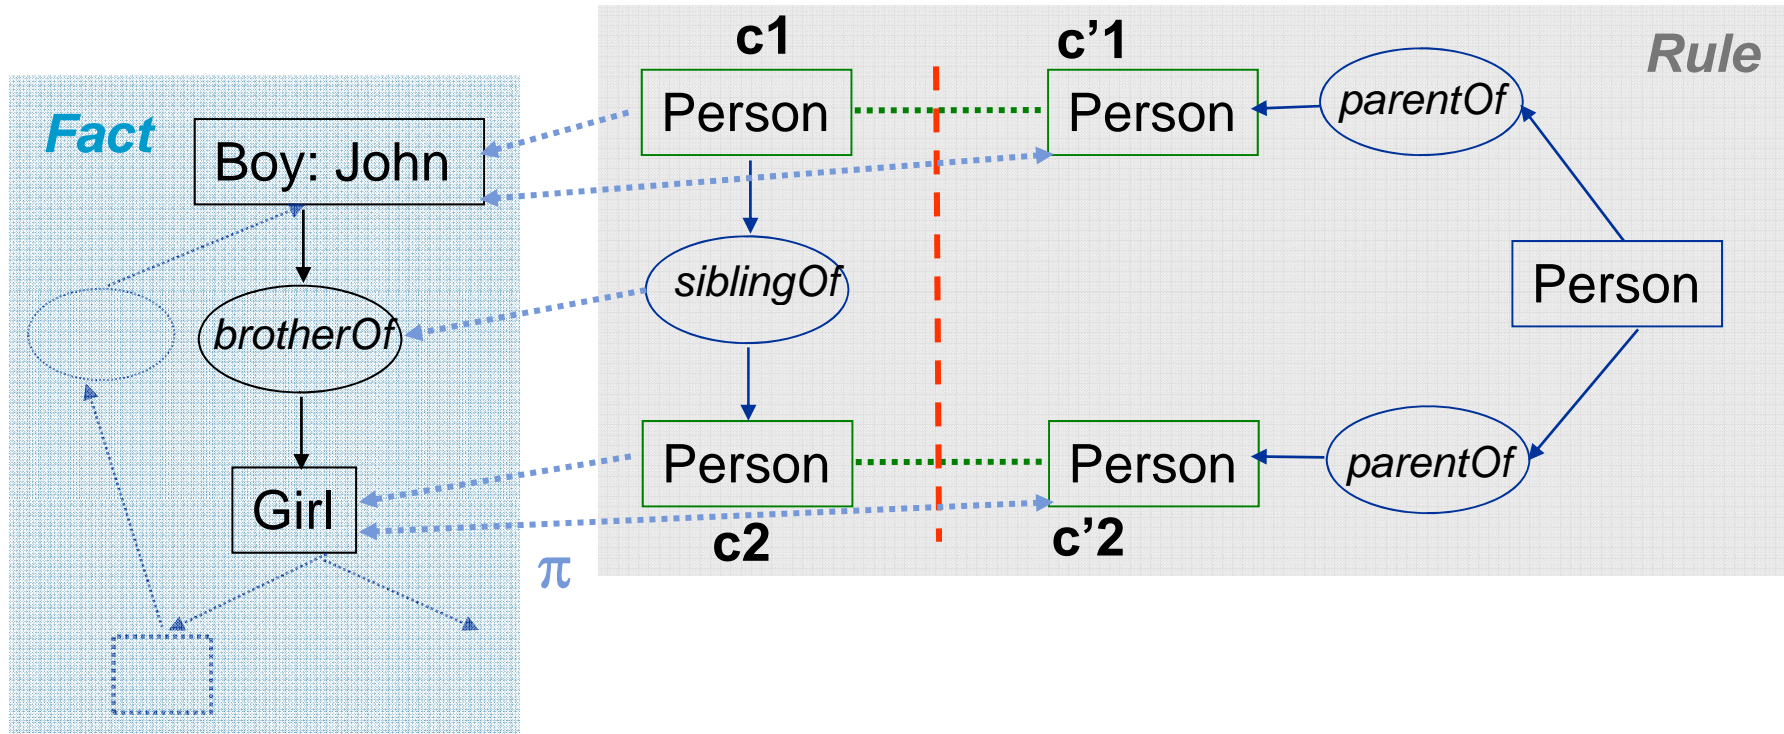 c1
c'1
Rule
Person
Person
parentOf
Fact
Boy: John
siblingOf
Person
brotherOf
Person
Person
parentOf
Girl
c2
c'2
π